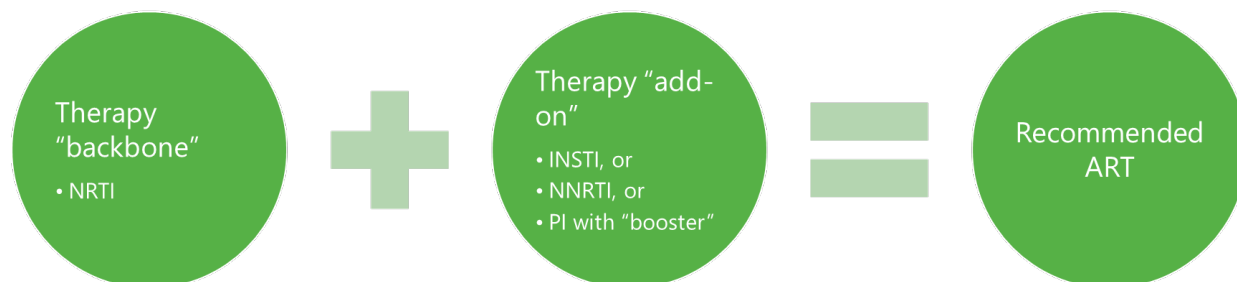 Therapy
“backbone”
• NRTI
Therapy “add-
on”
• INSTI, or
• NNRTI, or
• PI with “booster”
Recommended
ART